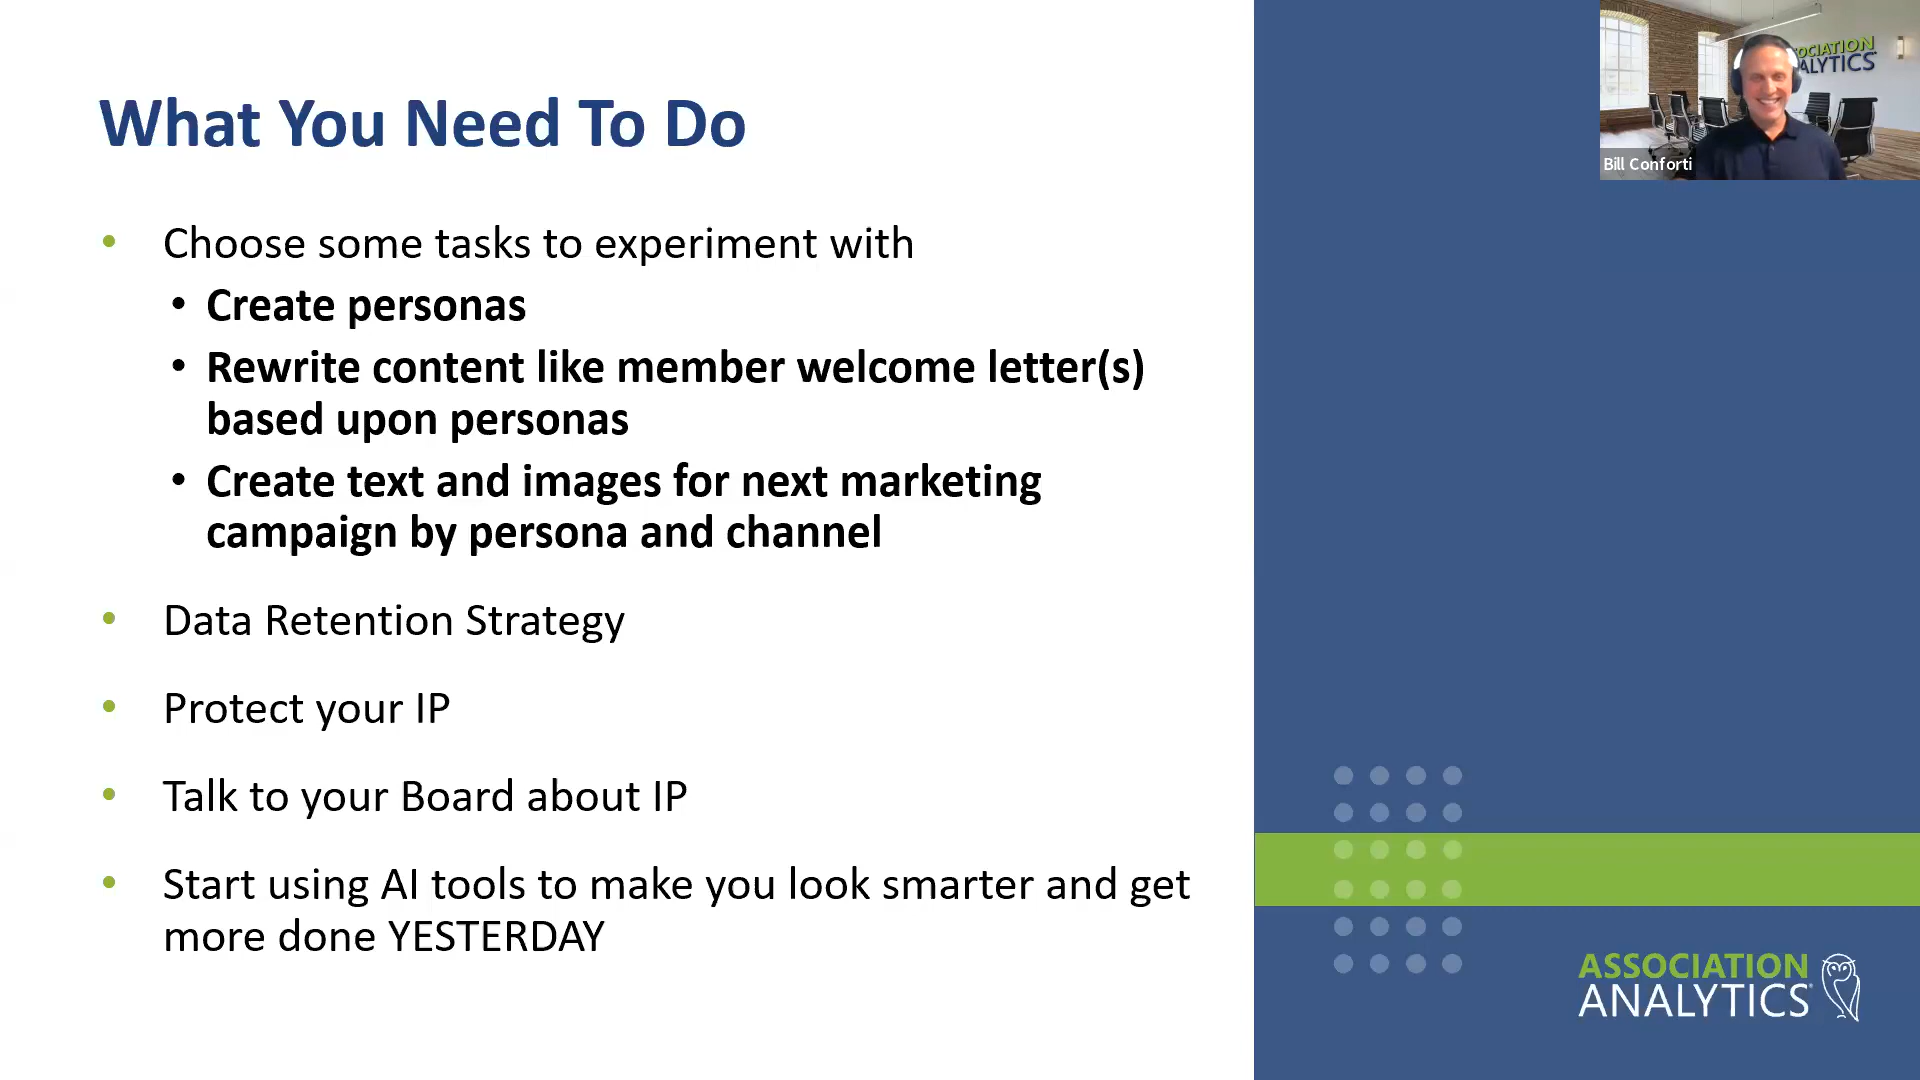 What You Need To Do
• Choose some tasks to experiment with
• Create personas
• Rewrite content like member welcome letter(s)
based upon personas
• Create text and images for next marketing
campaign by persona and channel
• Data Retention Strategy
• Protect your IP
• Talk to your Board about IP
• Start using AI tools to make you look smarter and get
more done YESTERDAY
OCIATION
ALYTICS
Bill Conforti
ASSOCIATION
ANALYTICS